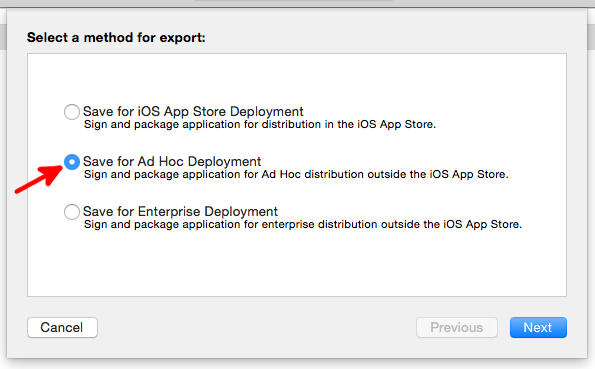 Select a method for export:
Save for iOS App Store Deployment
Sign and package application for distribution in the iOS App Store.
Save for Ad Hoc Deployment
Sign and package application for Ad Hoc distribution outside the iOS App Store.
Save for Enterprise Deployment
Sign and package application for enterprise distribution outside the iOS App Store.
Cancel
Previous
Next